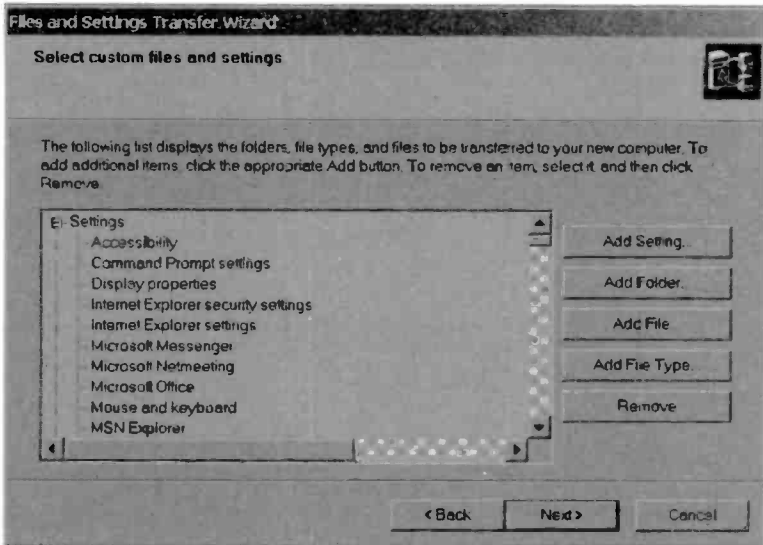 Files and Settings Transfer Wizard
Select custom files and settings
The following list displays the folders, file types, and files to be transferred to your new computer. To
add additional items, click the appropriate Add button. To remove an item, select it, and then click
Remove
Settings
Accessibility
Command Prompt settings
Display properties
Internet Explorer security settings
Internet Explorer settings
Microsoft Messenger
Microsoft Netmeeting
Microsoft Office
Mouse and keyboard
MSN Explorer
Add Setting...
Add Folder...
Add File
Add File Type...
Remove
< Back
Next >
Cancel